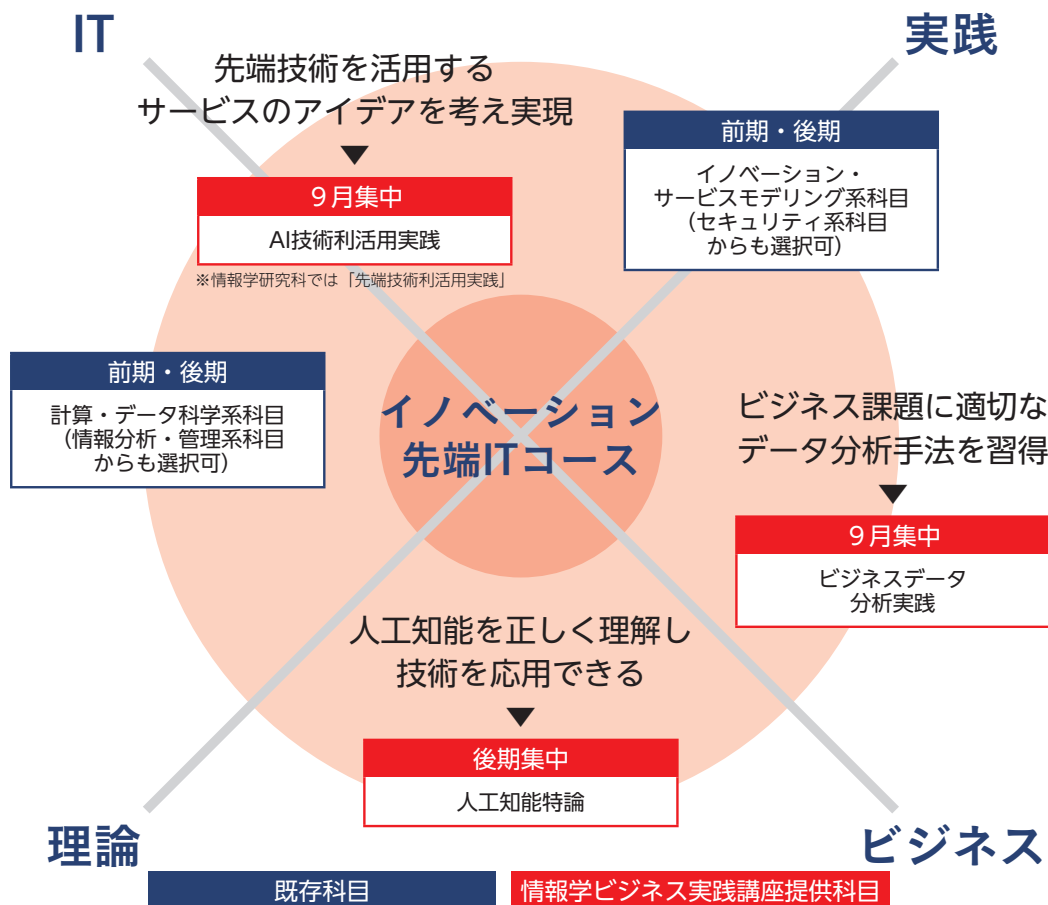 IT
実践
先端技術を活用する
サービスのアイデアを考え実現
9月集中
AI技術利活用実践
※情報学研究科では「先端技術利活用実践」
前期・後期
イノベーション・
サービスモデリング系科目
(セキュリティ系科目
からも選択可)
前期・後期
計算・データ科学系科目
(情報分析・管理系科目
からも選択可)
イノベーション
先端ITコース
ビジネス課題に適切な
データ分析手法を習得
9月集中
ビジネスデータ
分析実践
人工知能を正しく理解し
技術を応用できる
後期集中
人工知能特論
理論
ビジネス
既存科目
情報学ビジネス実践講座提供科目